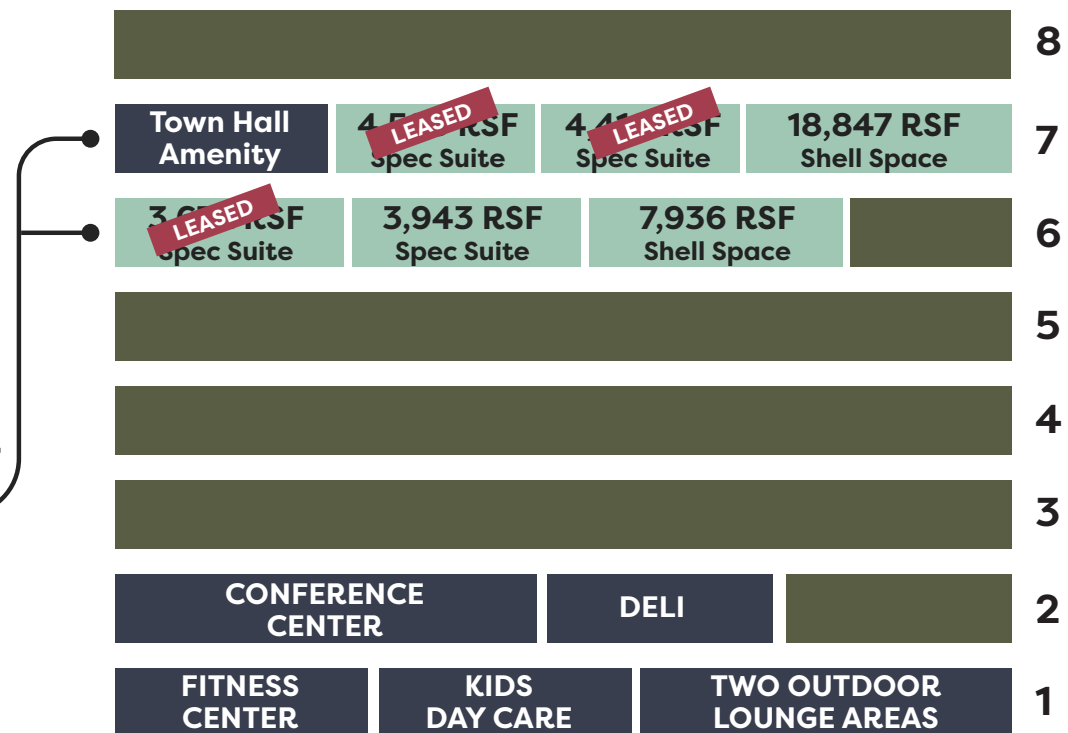 8
Town Hall
Amenity
RSF
Spec Suite
LEASED
RSF
Spec Suite
LEASED
18,847 RSF
Shell Space
7
RSF
Spec Suite
LEASED
3,943 RSF
Spec Suite
7,936 RSF
Shell Space
6
5
4
3
CONFERENCE
CENTER
DELI
2
FITNESS
CENTER
KIDS
DAY CARE
TWO OUTDOOR
LOUNGE AREAS
1